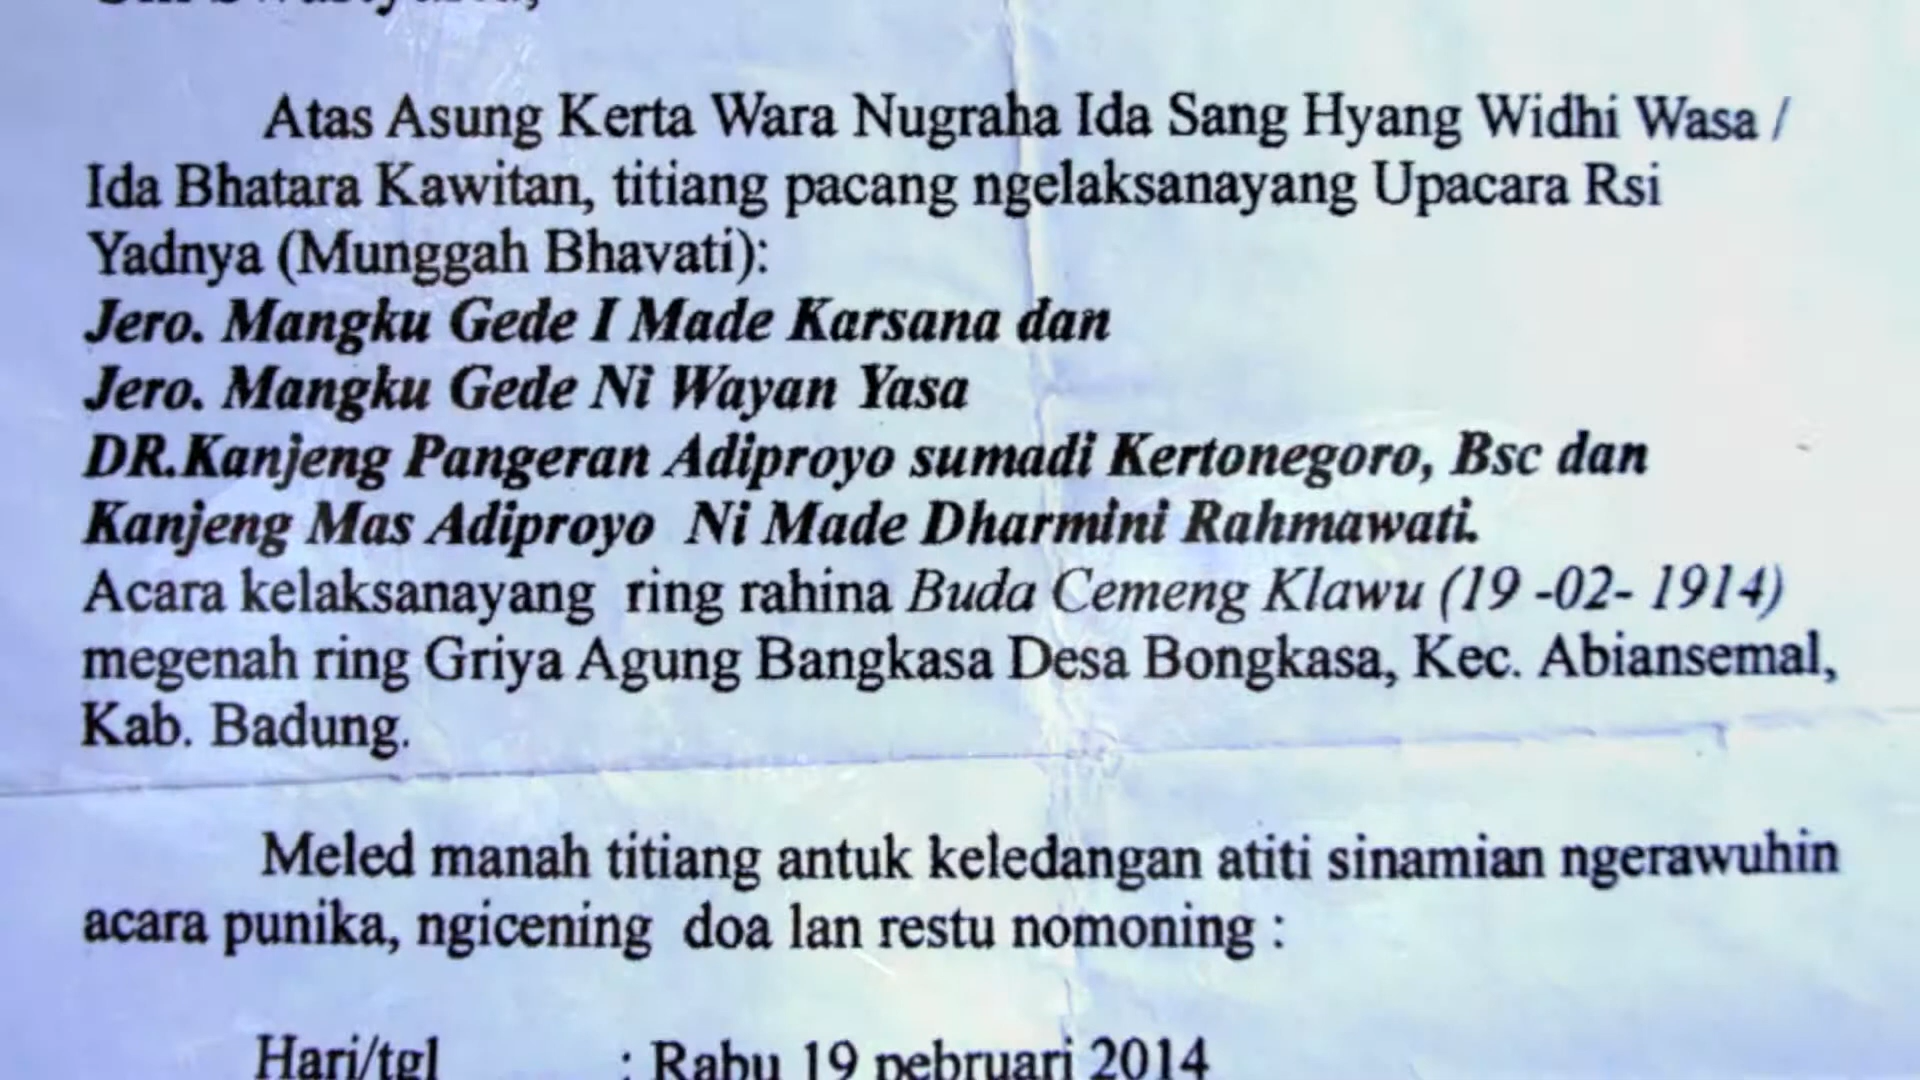 Atas Asung Kerta Wara Nugraha Ida Sang Hyang Widhi Wasa /
Ida Bhatara Kawitan, titiang pacang ngelaksanayang Upacara Rsi
Yadnya (Munggah Bhavati):
Jero. Mangku Gede I Made Karsana dan
Jero. Mangku Gede Ni Wayan Yasa
DR.Kanjeng Pangeran Adiproyo sumadi Kertonegoro, Bsc dan
Kanjeng Mas Adiproyo Ni Made Dharmini Rahmawati.
Acara kelaksanayang ring rahina Buda Cemeng Klawu (19 -02- 1914)
megenah ring Griya Agung Bangkasa Desa Bongkasa, Kec. Abiansemal,
Kab. Badung.
Meled manah titiang antuk keledangan atiti sinamian ngerawuhin
acara punika, ngicening doa lan restu nomoning :
Hari/tgl : Rabu 19 pebruari 2014